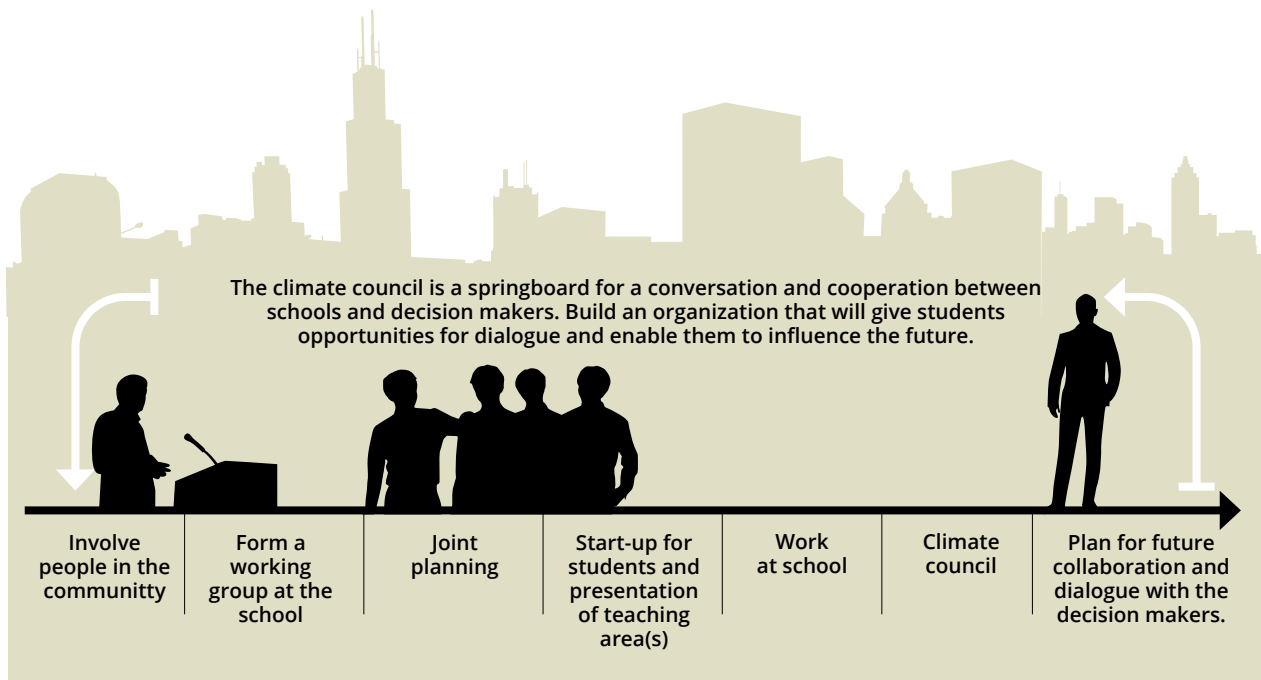 The climate council is a springboard for a conversation and cooperation between
schools and decision makers. Build an organization that will give students
opportunities for dialogue and enable them to influence the future.
Involve
people in the
communitty
Form a
working
group at the
school
Joint
planning
Start-up for
students and
presentation
of teaching
area(s)
Work
at school
Climate
council
Plan for future
collaboration and
dialogue with the
decision makers.